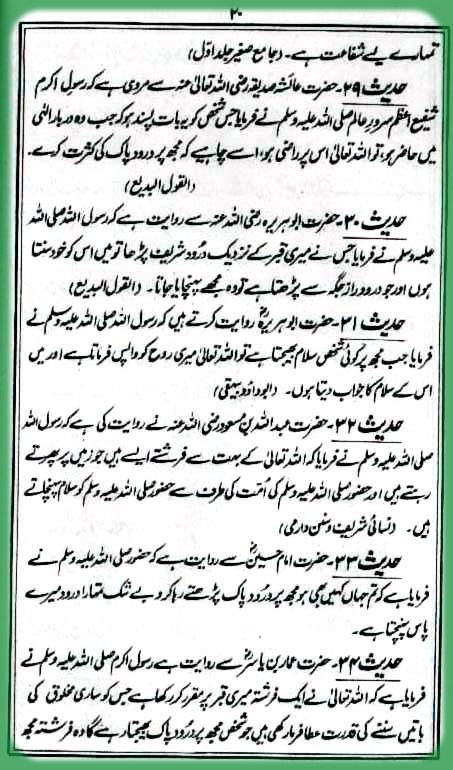 ۲۰
تمہارے لیے شفاعت ہے۔ (جامع صغیر جلد اوّل)
حدیث ۲۹۔ حضرت عائشہ صدیقہ رضی اللہ تعالیٰ عنہ سے مروی ہے کہ رسول اکرم
شفیع اعظم سرور عالم صلی اللہ علیہ وسلم نے فرمایا جس شخص کو یہ بات پسند ہو کہ جب وہ دربار الٰہی
میں حاضر ہو تو اللہ تعالیٰ اس پر راضی ہو، اسے چاہیے کہ مجھ پر درود پاک کی کثرت کرے۔
(القول البدیع)
حدیث ۳۰۔ حضرت ابوہریرہ رضی اللہ عنہ سے روایت ہے کہ رسول اللہ صلی اللہ
علیہ وسلم نے فرمایا جس نے میری قبر کے نزدیک درود شریف پڑھا تو میں اس کو خود سنتا
ہوں اور جو دور دراز جگہ سے پڑھتا ہے تو وہ مجھے پہنچایا جاتا۔ (القول البدیع)
حدیث ۳۱۔ حضرت ابوہریرہؓ روایت کرتے ہیں کہ رسول اللہ صلی اللہ علیہ وسلم نے
فرمایا جب مجھ پر کوئی شخص سلام بھیجتا ہے تو اللہ تعالیٰ میری روح کو واپس فرماتا ہے اور میں
اس کے سلام کا جواب دیتا ہوں۔ (ابوداؤد بیہقی)
حدیث ۳۲۔ حضرت عبداللہ بن مسعود رضی اللہ عنہ نے روایت کی ہے کہ رسول اللہ
صلی اللہ علیہ وسلم نے فرمایا کہ اللہ تعالیٰ کے بہت سے فرشتے ایسے ہیں جو زمیں پر پھرتے
رہتے ہیں اور حضور صلی اللہ علیہ وسلم کی امت کی طرف سے حضور صلی اللہ علیہ وسلم کو سلام پہنچاتے
ہیں۔ (نسائی شریف و سنن دارمی)
حدیث ۳۳۔ حضرت امام حسینؓ سے روایت ہے کہ حضور صلی اللہ علیہ وسلم نے
فرمایا ہے کہ تم جہاں کہیں بھی ہو مجھ پر درود پاک پڑھتے رہا کرو بے شک تمہارا درود میرے
پاس پہنچتا ہے۔
حدیث ۳۴۔ حضرت عمار بن یاسرؓ سے روایت ہے رسول اکرم صلی اللہ علیہ وسلم نے
فرمایا ہے کہ اللہ تعالیٰ نے ایک فرشتہ میری قبر پر مقرر کر رکھا ہے جس کو ساری مخلوق کی
باتیں سننے کی قدرت عطا فرما رکھی ہیں جو شخص مجھ پر درود پاک بھیجتا رہے گا وہ فرشتہ مجھ